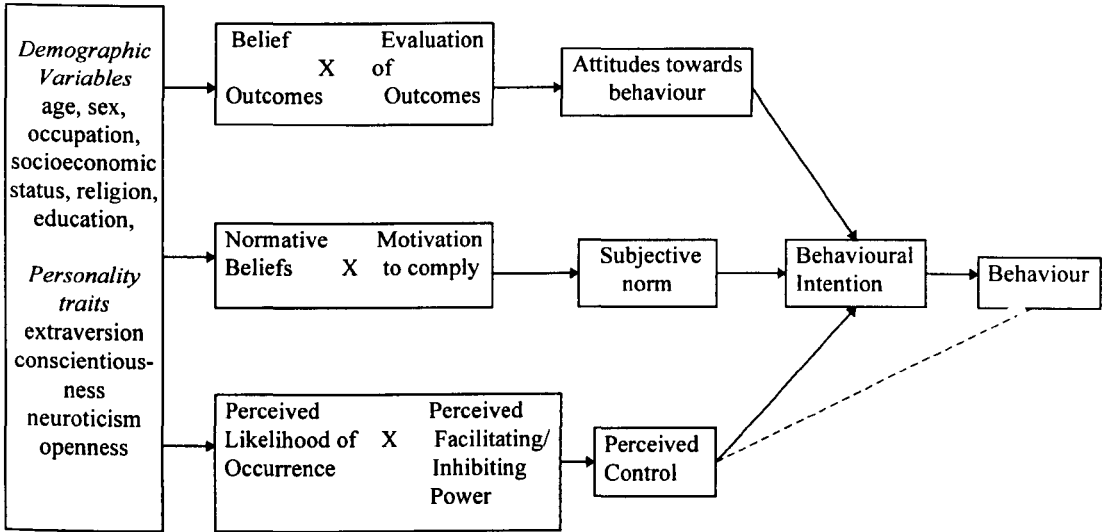 Demographic
Variables
age, sex,
occupation,
socioeconomic
status, religion,
education,
Personality
traits
extraversion
conscientious-
ness
neuroticism
openness
Belief Evaluation
X of
Outcomes Outcomes
Attitudes towards
behaviour
Normative Motivation
Beliefs X to comply
Subjective
norm
Behavioural
Intention
Behaviour
Perceived Perceived
Likelihood of X Facilitating/
Occurrence Inhibiting
Power
Perceived
Control